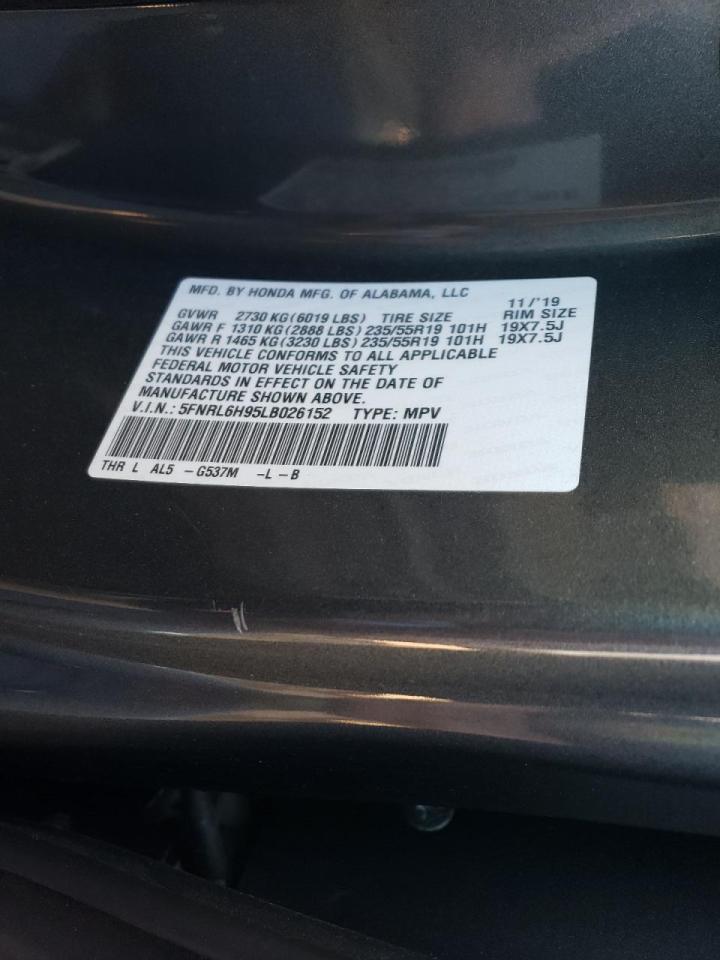 MFD. BY HONDA MFG. OF ALABAMA, LLC 11/'19
GVWR 2730 KG (6019 LBS) TIRE SIZE RIM SIZE
GAWR F 1310 KG (2888 LBS) 235/55R19 101H 19X7.5J
GAWR R 1465 KG (3230 LBS) 235/55R19 101H 19X7.5J
THIS VEHICLE CONFORMS TO ALL APPLICABLE
FEDERAL MOTOR VEHICLE SAFETY
STANDARDS IN EFFECT ON THE DATE OF
MANUFACTURE SHOWN ABOVE.
V.I.N.: 5FNRL6H95LB026152 TYPE: MPV
THR L AL5 -G537M -L-B